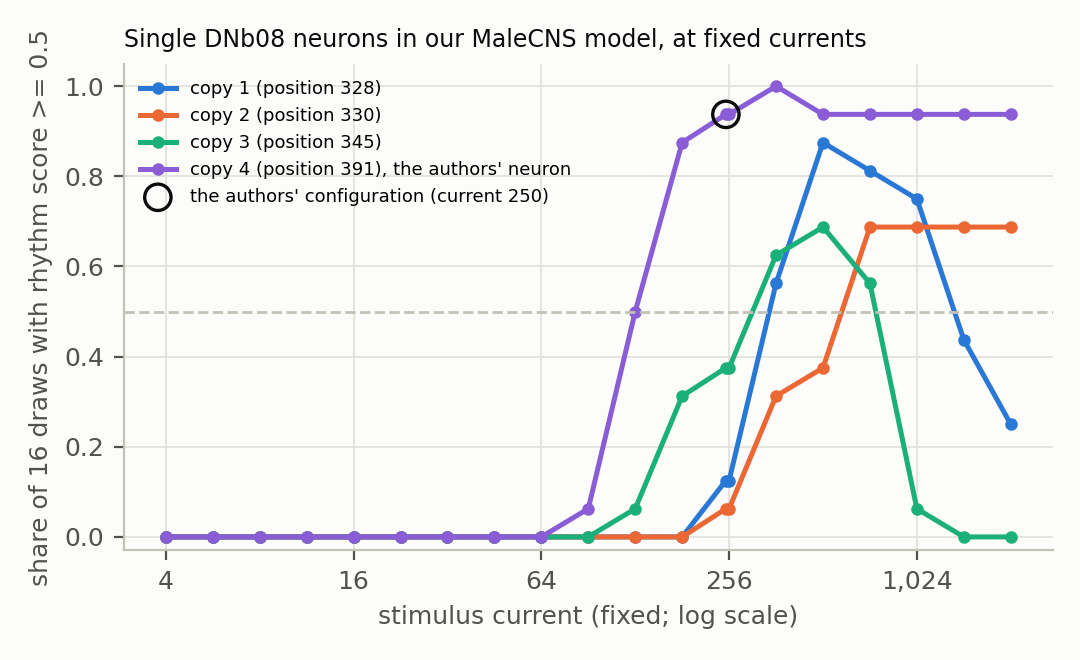 Single DNb08 neurons in our MaleCNS model, at fixed currents
share of 16 draws with rhythm score >= 0.5
1.0
0.8
0.6
0.4
0.2
0.0
copy 1 (position 328)
copy 2 (position 330)
copy 3 (position 345)
copy 4 (position 391), the authors' neuron
the authors' configuration (current 250)
4
16
64
256
1,024
stimulus current (fixed; log scale)